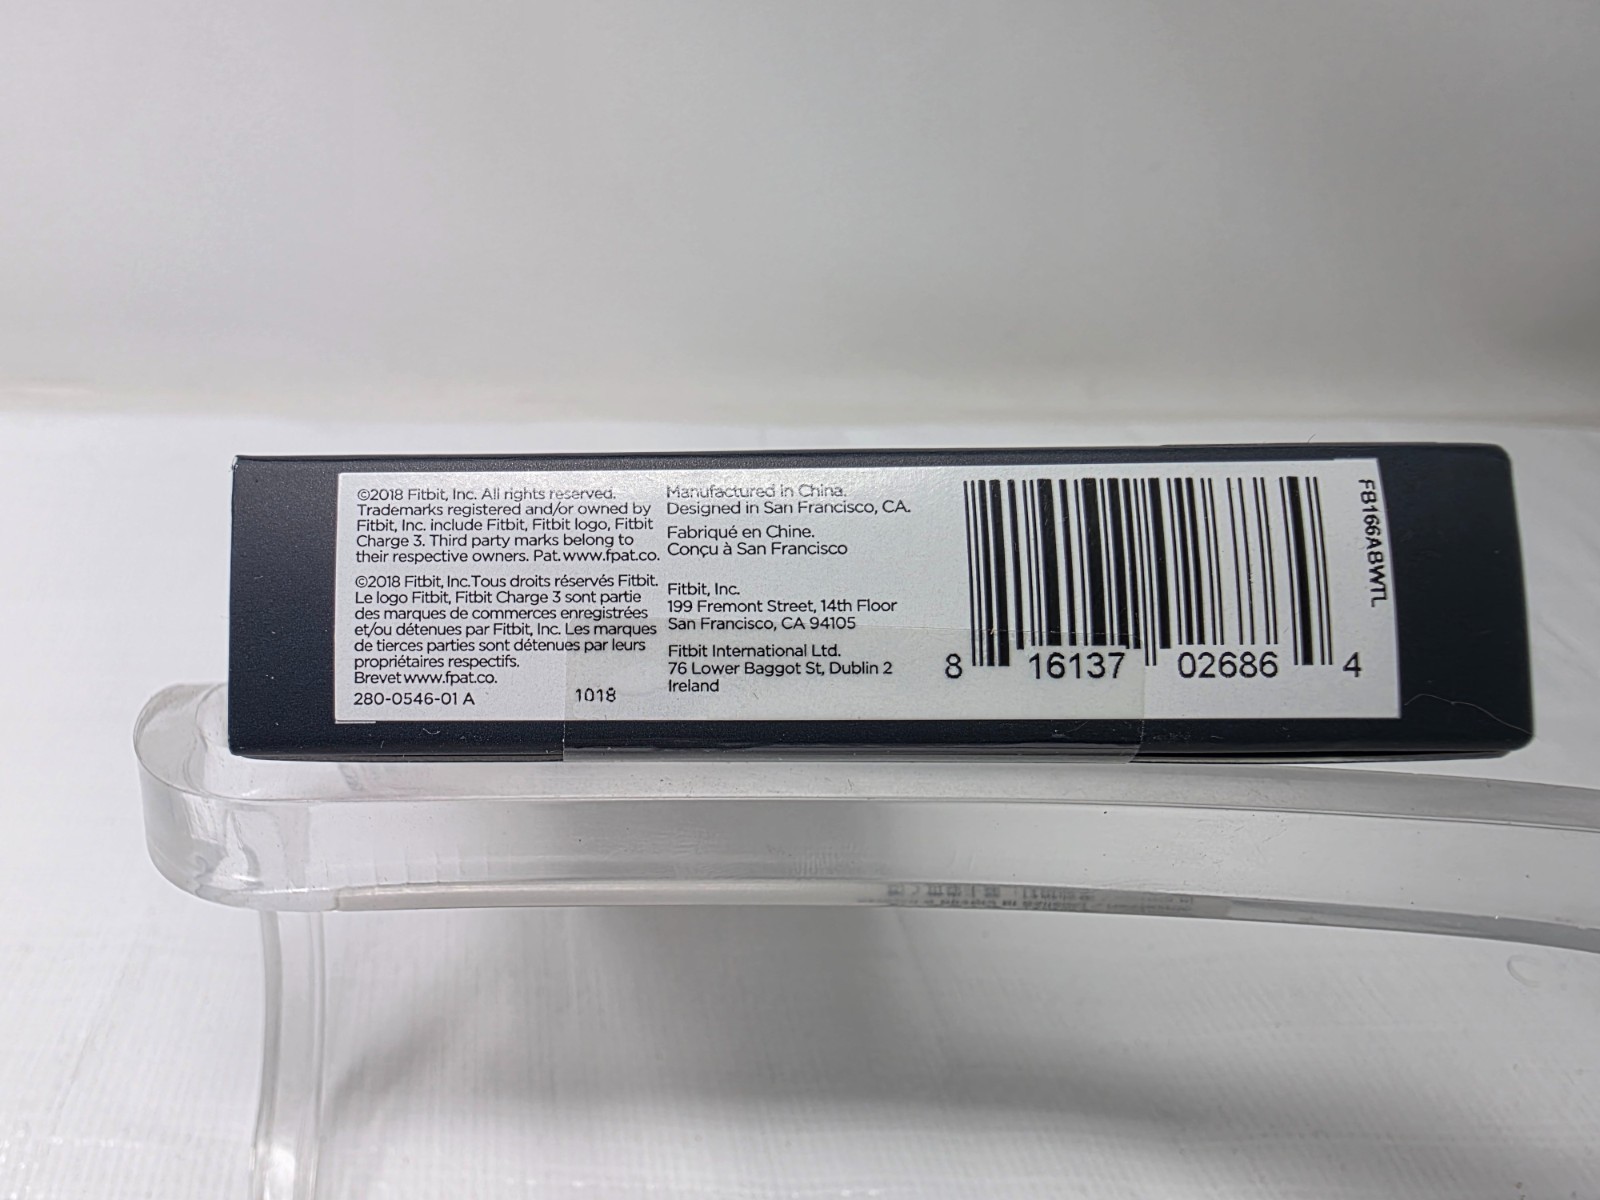 ©2018 Fitbit, Inc. All rights reserved.
Trademarks registered and/or owned by
Fitbit, Inc. include Fitbit, Fitbit logo, Fitbit
Charge 3. Third party marks belong to
their respective owners. Pat. www.fpat.co.
©2018 Fitbit, Inc.Tous droits réservés Fitbit.
Le logo Fitbit, Fitbit Charge 3 sont partie
des marques de commerces enregistrées
et/ou détenues par Fitbit, Inc. Les marques
de tierces parties sont détenues par leurs
propriétaires respectifs.
Brevet www.fpat.co.
280-0546-01 A
1018
Manufactured in China.
Designed in San Francisco, CA.
Fabriqué en Chine.
Conçu à San Francisco
Fitbit, Inc.
199 Fremont Street, 14th Floor
San Francisco, CA 94105
Fitbit International Ltd.
76 Lower Baggot St, Dublin 2
Ireland
8 16137 02686 4
FB166ABWTL